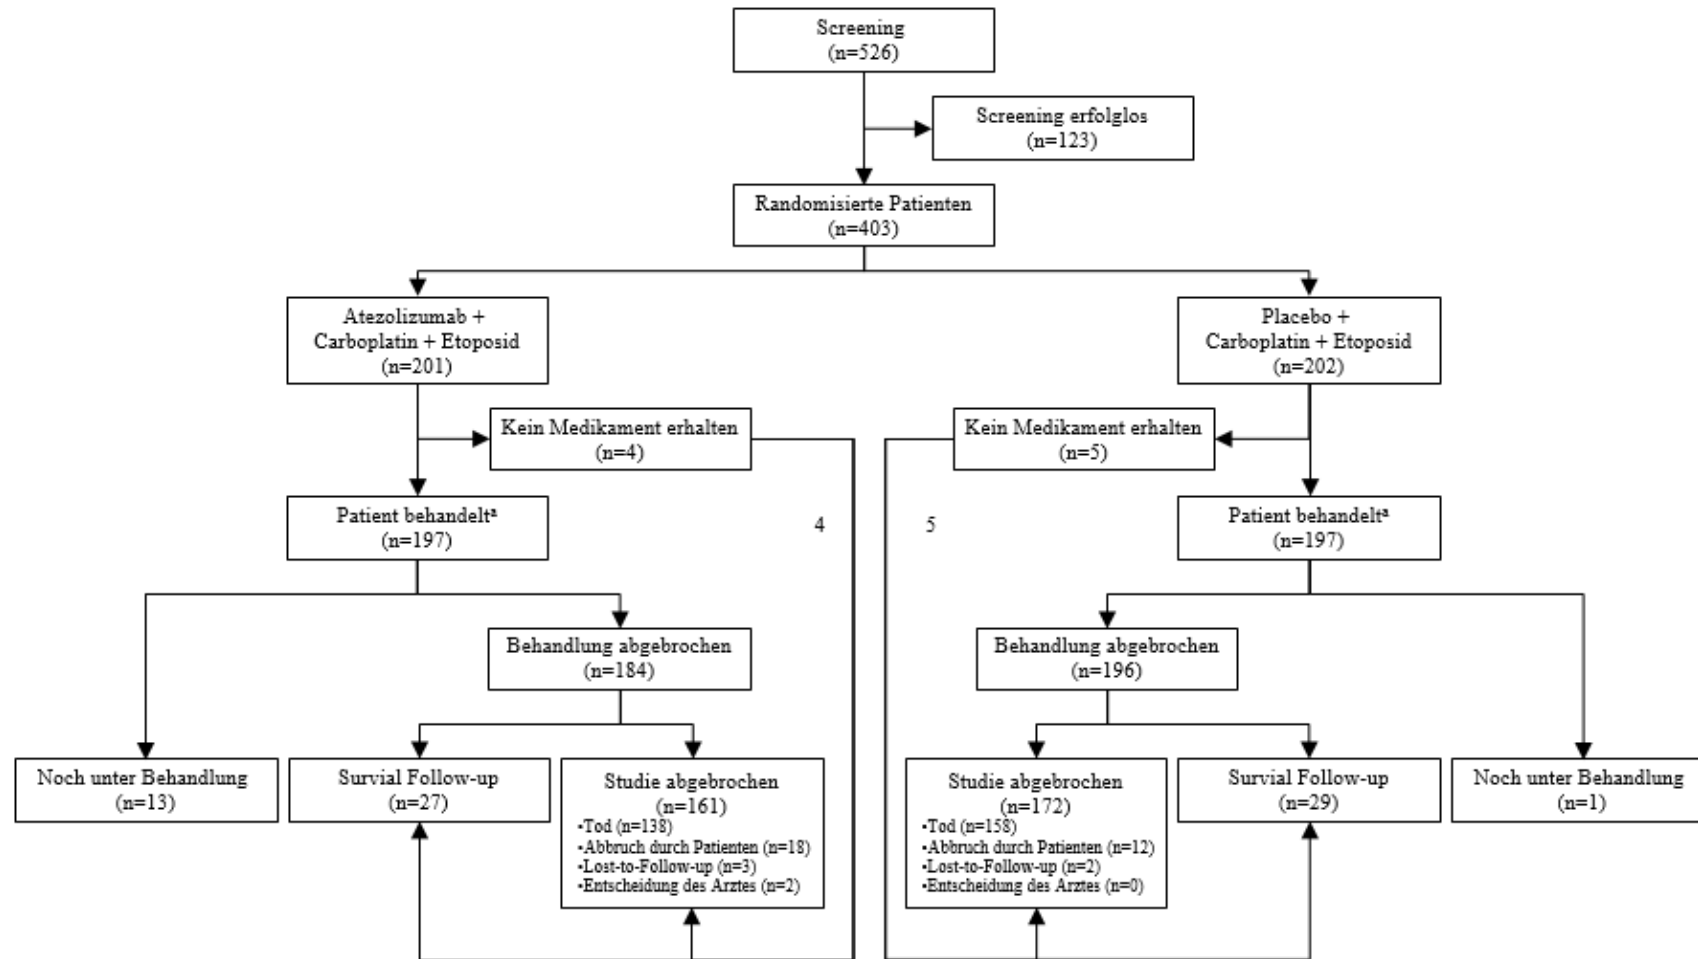 Screening
(n=526)
Screening erfolglos
(n=123)
Randomisierte Patienten
(n=403)
Atezolizumab +
Carboplatin + Etoposid
(n=201)
Placebo +
Carboplatin + Etoposid
(n=202)
Kein Medikament erhalten
(n=4)
Kein Medikament erhalten
(n=5)
Patient behandeltª
(n=197)
4
5
Patient behandeltª
(n=197)
Behandlung abgebrochen
(n=184)
Behandlung abgebrochen
(n=196)
Noch unter Behandlung
(n=13)
Survial Follow-up
(n=27)
Studie abgebrochen
(n=161)
•Tod (n=138)
•Abbruch durch Patienten (n=18)
•Lost-to-Follow-up (n=3)
•Entscheidung des Arztes (n=2)
Studie abgebrochen
(n=172)
•Tod (n=158)
•Abbruch durch Patienten (n=12)
•Lost-to-Follow-up (n=2)
•Entscheidung des Arztes (n=0)
Survial Follow-up
(n=29)
Noch unter Behandlung
(n=1)